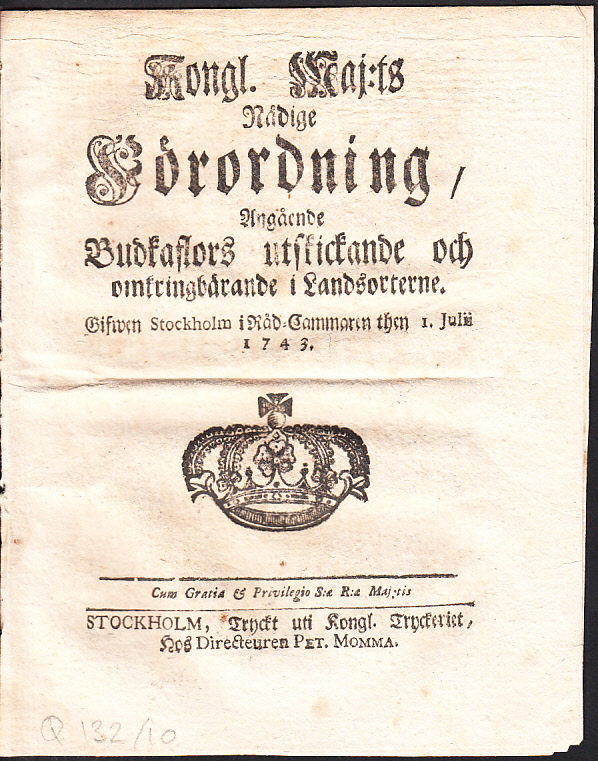 Kongl. Maj:ts
Nådige
Förordning,
Angående
Budkaflors utskickande och
omkringbärande i Landsorterne.
Gifwen Stockholm i Råd-Cammaren then 1. Julii
1743.
Cum Gratia & Privilegio S:æ R:æ Maj:tis
STOCKHOLM, Tryckt uti Kongl. Tryckeriet,
Hos Directeuren PET. MOMMA.
Q 132/10